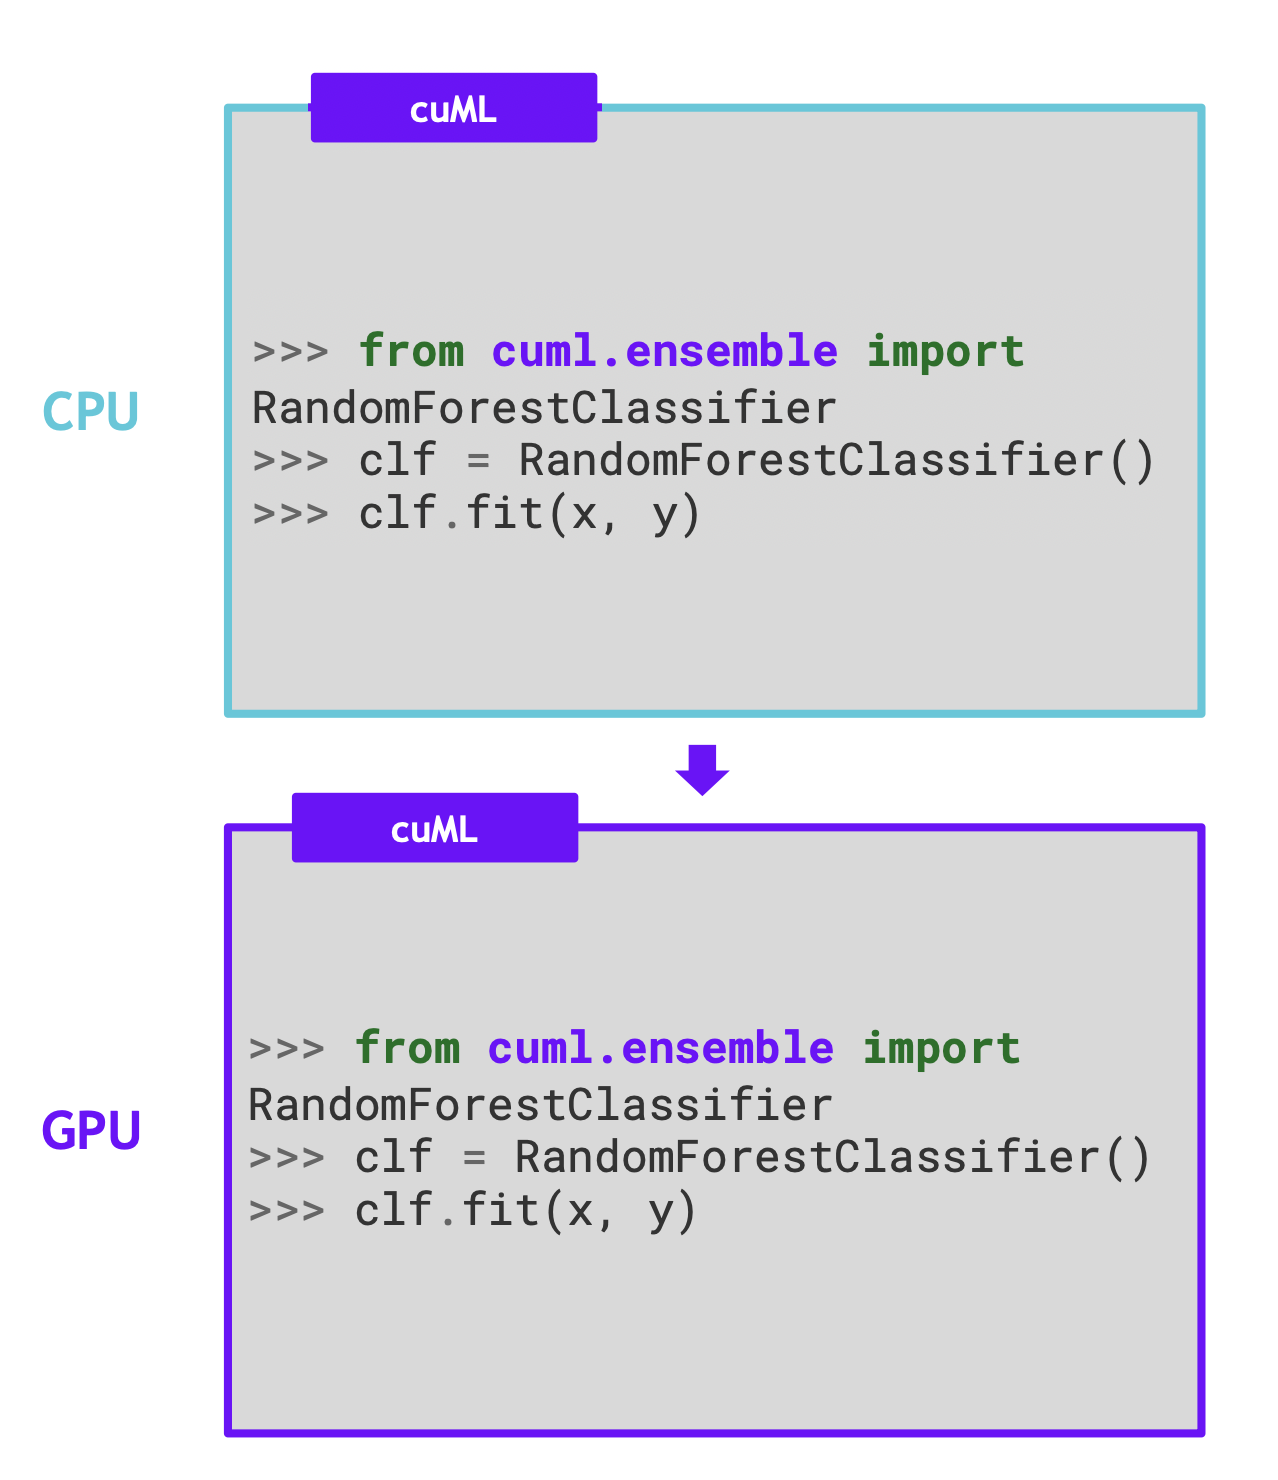 cuML
>>> from cuml.ensemble import
RandomForestClassifier
>>> clf = RandomForestClassifier()
>>> clf.fit(x, y)
CPU
cuML
>>> from cuml.ensemble import
RandomForestClassifier
>>> clf = RandomForestClassifier()
>>> clf.fit(x, y)
GPU